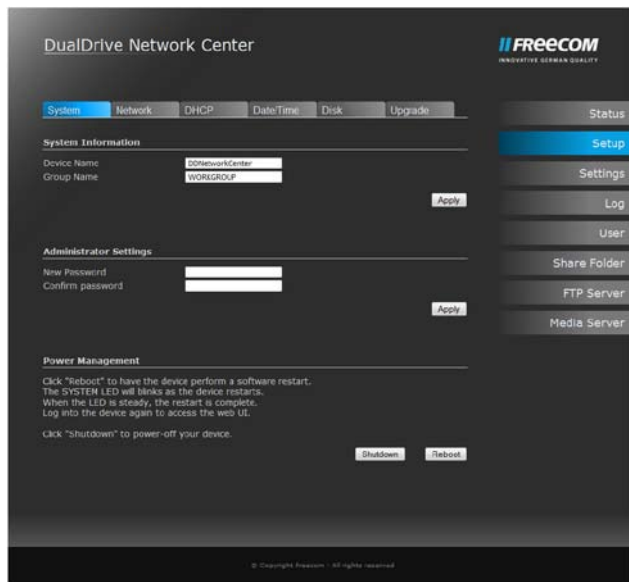 DualDrive Network Center
FREECOM
INNOVATIVE GERMAN QUALITY
System Network DHCP Date/Time Disk Upgrade
Status
Setup
Settings
Log
User
Share Folder
FTP Server
Media Server
System Information
Device Name DDNetworkCenter
Group Name WORKGROUP
Apply
Administrator Settings
New Password
Confirm password
Apply
Power Management
Click "Reboot" to have the device perform a software restart.
The SYSTEM LED will blinks as the device restarts.
When the LED is steady, the restart is complete.
Log into the device again to access the web UI.
Click "Shutdown" to power-off your device.
Shutdown Reboot
© Copyright Freecom - All rights reserved